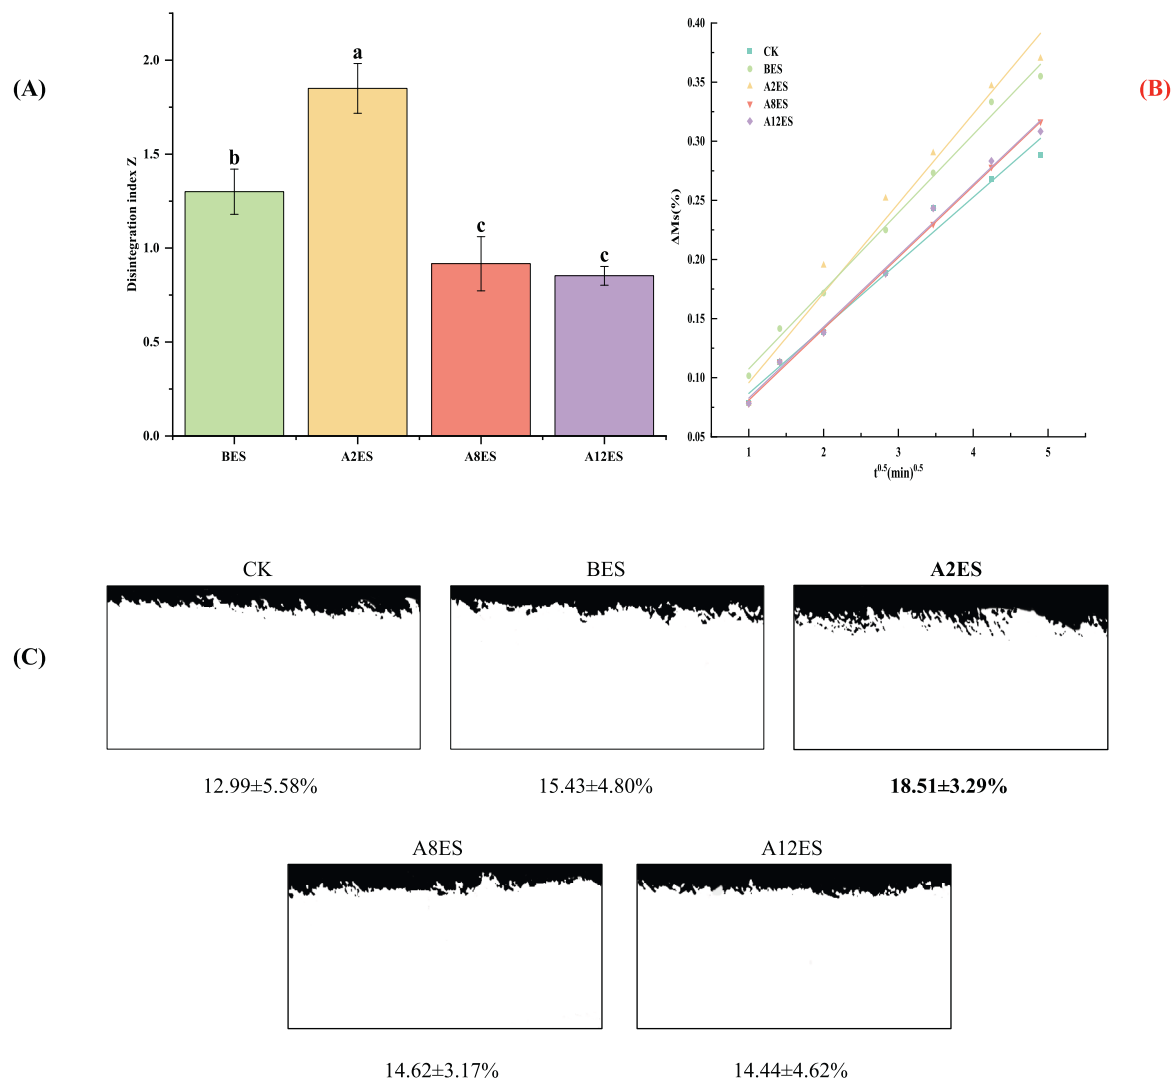 (A)
Disintegration index Z
2.0
1.5
1.0
0.5
0.0
b
a
c
c
BES
A2ES
A8ES
A12ES
(B)
ΔMs(%)
0.40
0.35
0.30
0.25
0.20
0.15
0.10
0.05
CK
BES
A2ES
A8ES
A12ES
1
2
3
4
5
t^0.5(min)^0.5
(C)
CK
BES
A2ES
12.99±5.58%
15.43±4.80%
18.51±3.29%
A8ES
A12ES
14.62±3.17%
14.44±4.62%